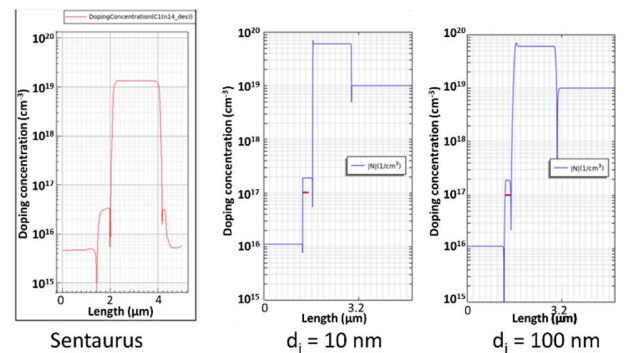 DopingConcentration(C1(n14_des))
Doping concentration (cm⁻³)
10²⁰
10¹⁹
10¹⁸
10¹⁷
10¹⁶
10¹⁵
0
2
4
Length (µm)
Sentaurus
Doping concentration (cm⁻³)
10²⁰
10¹⁹
10¹⁸
10¹⁷
10¹⁶
10¹⁵
|N|(1/cm³)
0
3.2
Length (µm)
dⱼ = 10 nm
Doping concentration (cm⁻³)
10²⁰
10¹⁹
10¹⁸
10¹⁷
10¹⁶
10¹⁵
|N|(1/cm³)
0
3.2
Length (µm)
dⱼ = 100 nm